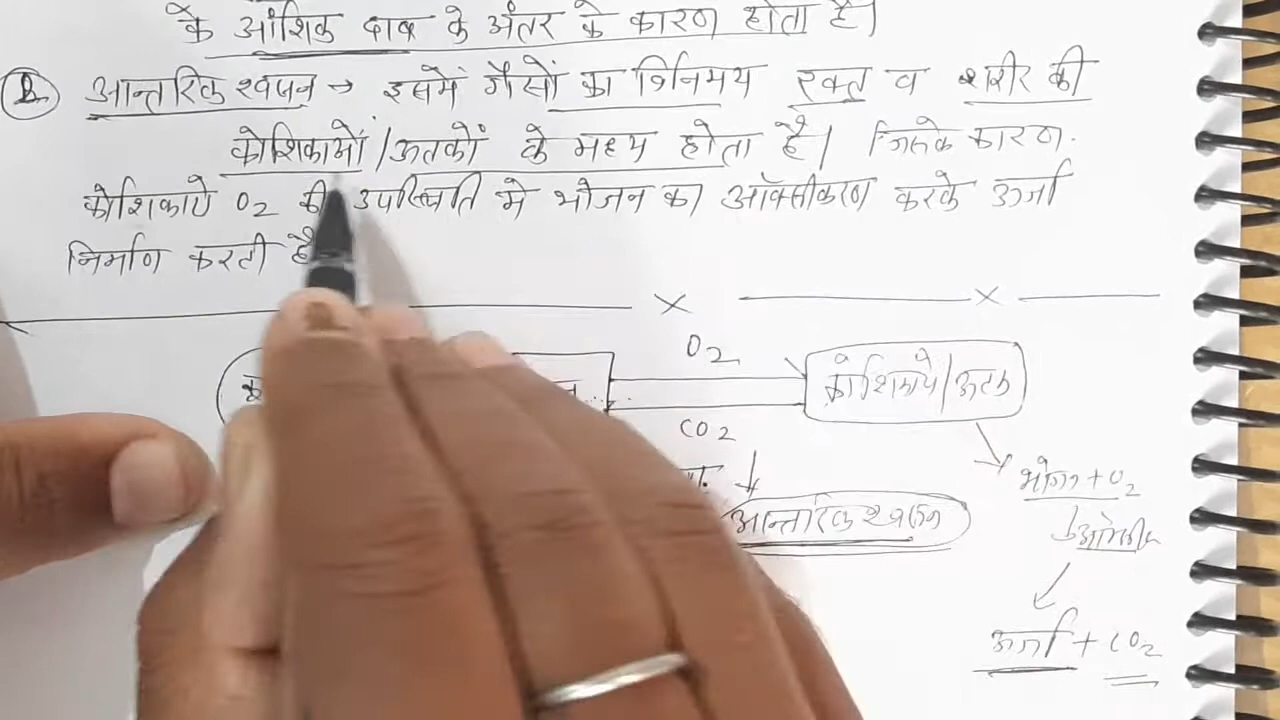 के आंशिक दाब के अंतर के कारण होता है।
2 आन्तरिक श्वसन → इसमें गैसों का विनिमय रक्त व शरीर की
कोशिकाओं/ऊतकों के मध्य होता है। जिसके कारण
कोशिकाऐ O2 की उपस्थिति मे भोजन का ऑक्सीकरण करके ऊर्जा
निर्माण करती है
O2
कोशिकाये/ऊतक
CO2
भोजन + O2
आन्तरिक श्वसन
ऊर्जा + CO2